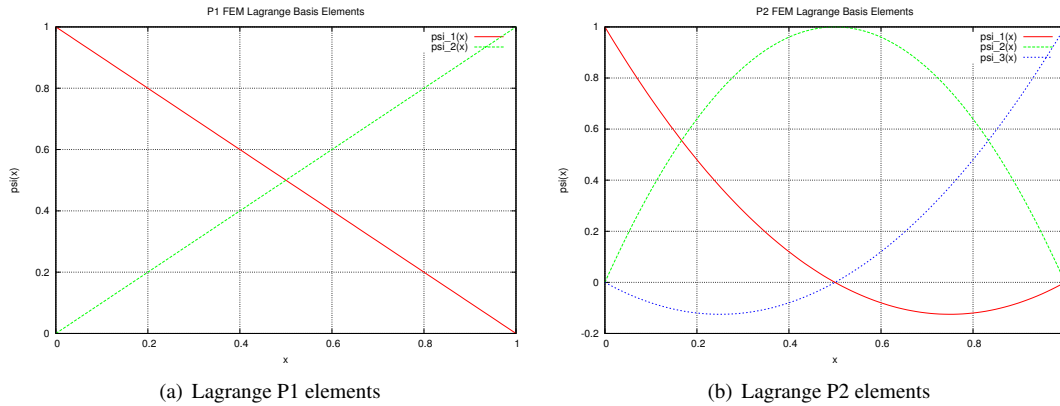 P1 FEM Lagrange Basis Elements
psi_1(x)
psi_2(x)
1
0.8
0.6
0.4
0.2
0
psi(x)
0 0.2 0.4 0.6 0.8 1
x
(a) Lagrange P1 elements
P2 FEM Lagrange Basis Elements
psi_1(x)
psi_2(x)
psi_3(x)
1
0.8
0.6
0.4
0.2
0
-0.2
psi(x)
0 0.2 0.4 0.6 0.8
x
(b) Lagrange P2 elements